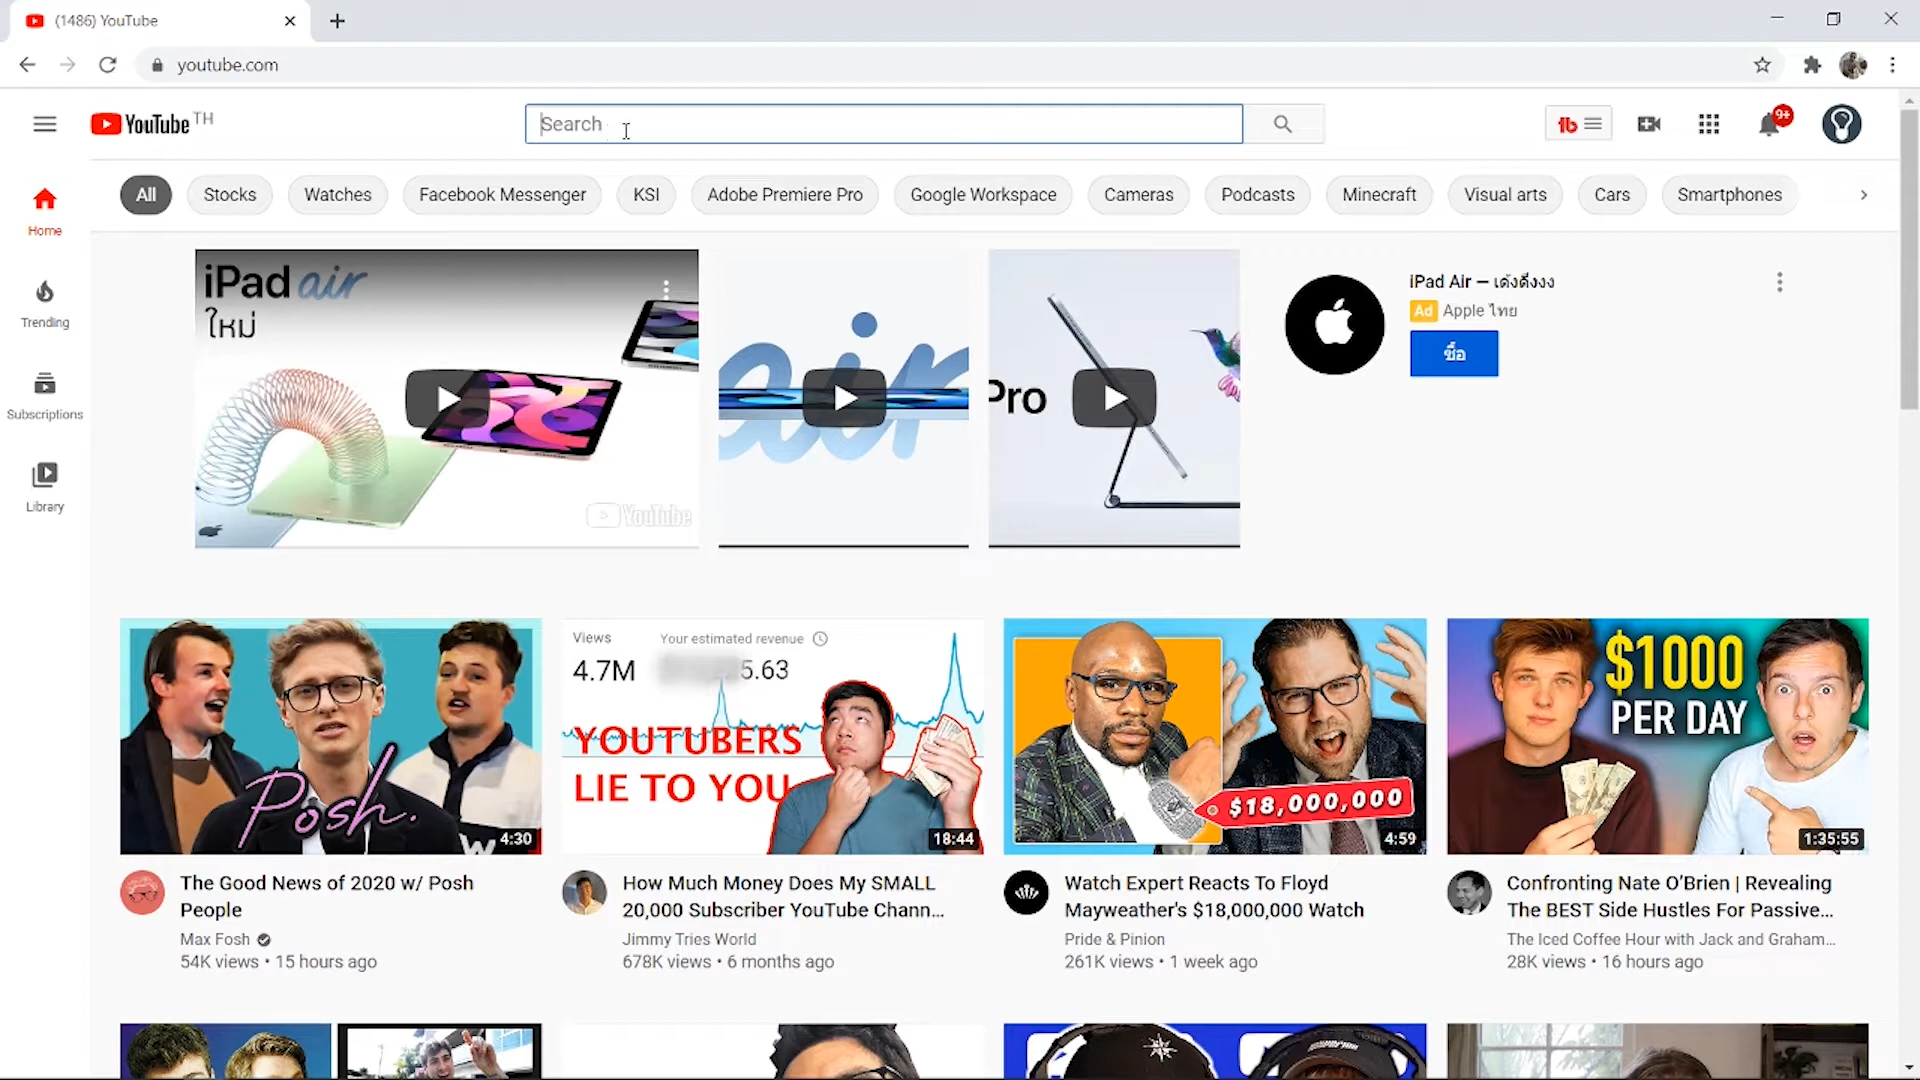 (1486) YouTube
youtube.com
YouTube TH
Search
9+
All
Stocks
Watches
Facebook Messenger
KSI
Adobe Premiere Pro
Google Workspace
Cameras
Podcasts
Minecraft
Visual arts
Cars
Smartphones
Home
Trending
Subscriptions
Library
iPad air
ใหม่
YouTube
air
Pro
iPad Air — เด้งดึ๋งงง
Ad Apple ไทย
ซื้อ
Posh.
4:30
Views
Your estimated revenue
4.7M
5.63
YOUTUBERS
LIE TO YOU
18:44
$18,000,000
4:59
$1000
PER DAY
1:35:55
The Good News of 2020 w/ Posh
People
Max Fosh
54K views • 15 hours ago
How Much Money Does My SMALL
20,000 Subscriber YouTube Chann...
Jimmy Tries World
678K views • 6 months ago
Watch Expert Reacts To Floyd
Mayweather's $18,000,000 Watch
Pride & Pinion
261K views • 1 week ago
Confronting Nate O’Brien | Revealing
The BEST Side Hustles For Passive...
The Iced Coffee Hour with Jack and Graham...
28K views • 16 hours ago